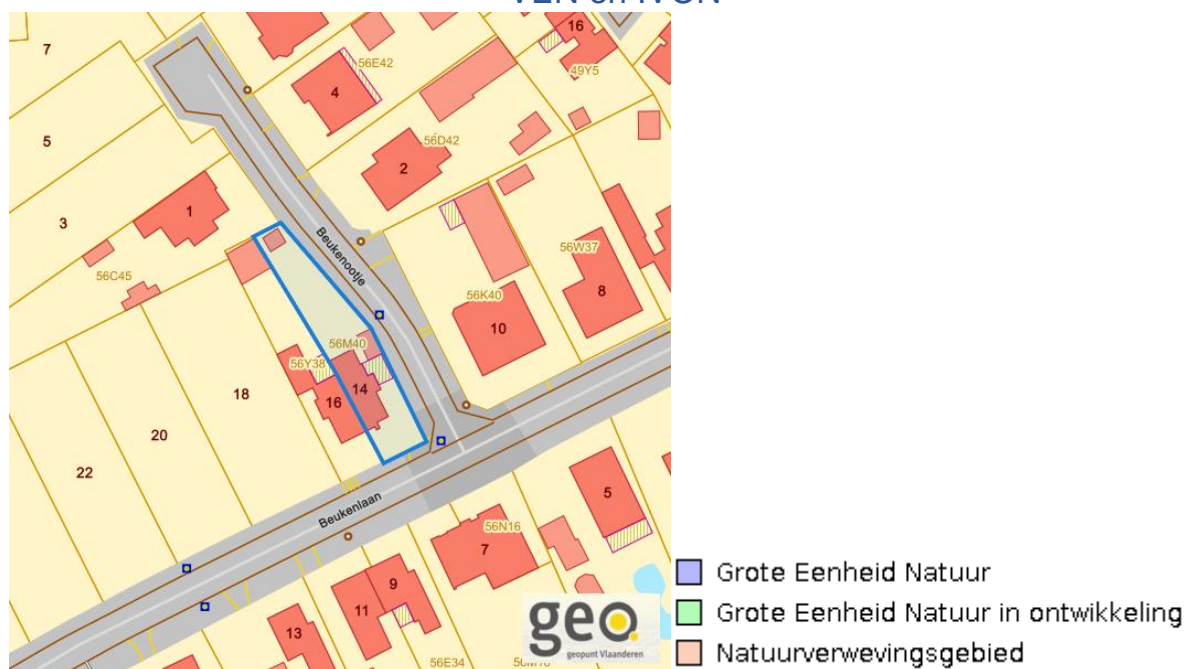 VEN en IVON
7
16
56E42
49Y5
4
5
56D42
2
1
3
Beukenootje
56W37
56C45
56K40
8
10
56M40
56Y38
14
18
16
20
22
5
Beukenlaan
56N16
7
9
11
13
56E34
geo
geopunt Vlaanderen
Grote Eenheid Natuur
Grote Eenheid Natuur in ontwikkeling
Natuurverwevingsgebied